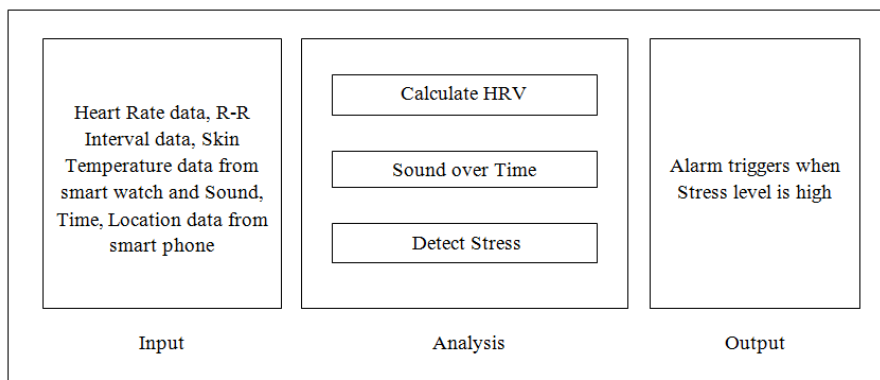 Heart Rate data, R-R
Interval data, Skin
Temperature data from
smart watch and Sound,
Time, Location data from
smart phone
Input
Calculate HRV
Sound over Time
Detect Stress
Analysis
Alarm triggers when
Stress level is high
Output